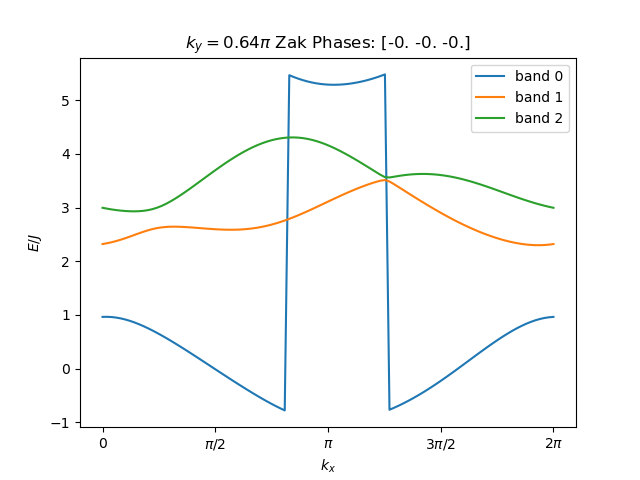 $k_y = 0.64\pi$ Zak Phases: [-0. -0. -0.]
band 0
band 1
band 2
E/J
5
4
3
2
1
0
−1
0
π/2
π
3π/2
2π
$k_x$